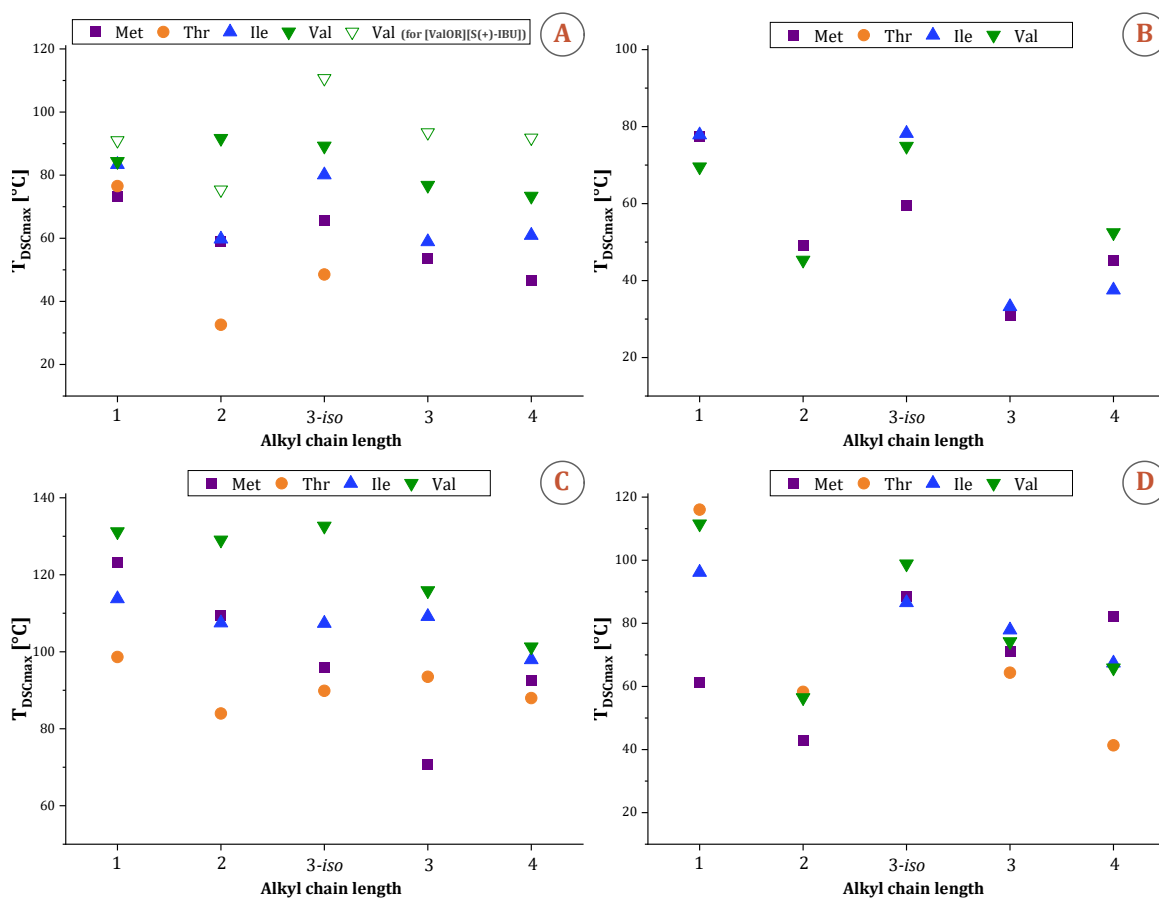 Met Thr Ile Val Val (for [ValOR][S(+)-IBU])
A
120
100
80
60
40
20
T_DSCmax [°C]
1 2 3-iso 3 4
Alkyl chain length
Met Thr Ile Val
B
100
80
60
40
20
T_DSCmax [°C]
1 2 3-iso 3 4
Alkyl chain length
Met Thr Ile Val
C
140
120
100
80
60
T_DSCmax [°C]
1 2 3-iso 3 4
Alkyl chain length
Met Thr Ile Val
D
120
100
80
60
40
20
T_DSCmax [°C]
1 2 3-iso 3 4
Alkyl chain length